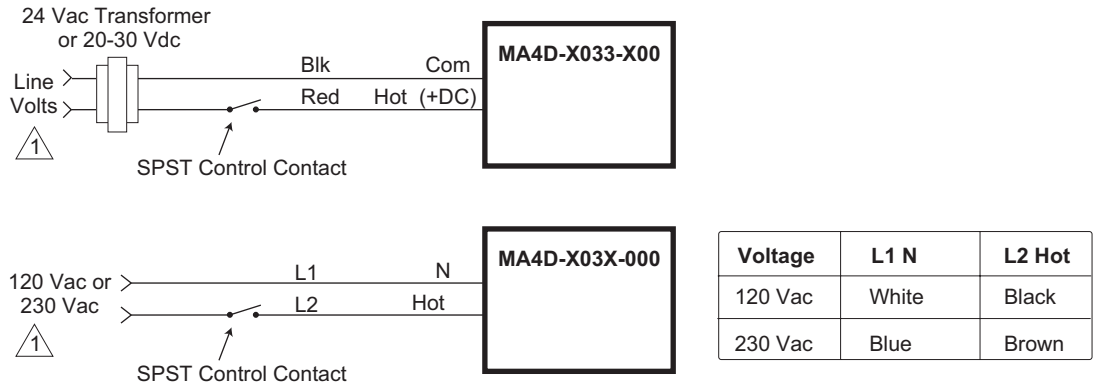 24 Vac Transformer
or 20-30 Vdc
Line
Volts
1
Blk
Com
Red
Hot (+DC)
MA4D-X033-X00
SPST Control Contact
120 Vac or
230 Vac
1
L1
N
L2
Hot
MA4D-X03X-000
SPST Control Contact
Voltage L1 N L2 Hot
120 Vac White Black
230 Vac Blue Brown